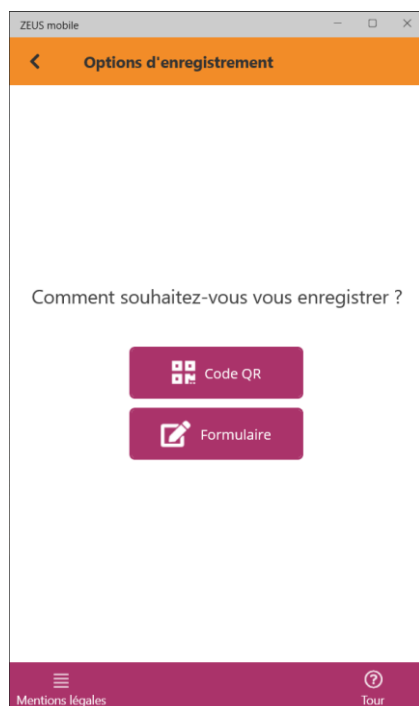 ZEUS mobile
Options d'enregistrement
Comment souhaitez-vous vous enregistrer ?
Code QR
Formulaire
Mentions légales
Tour